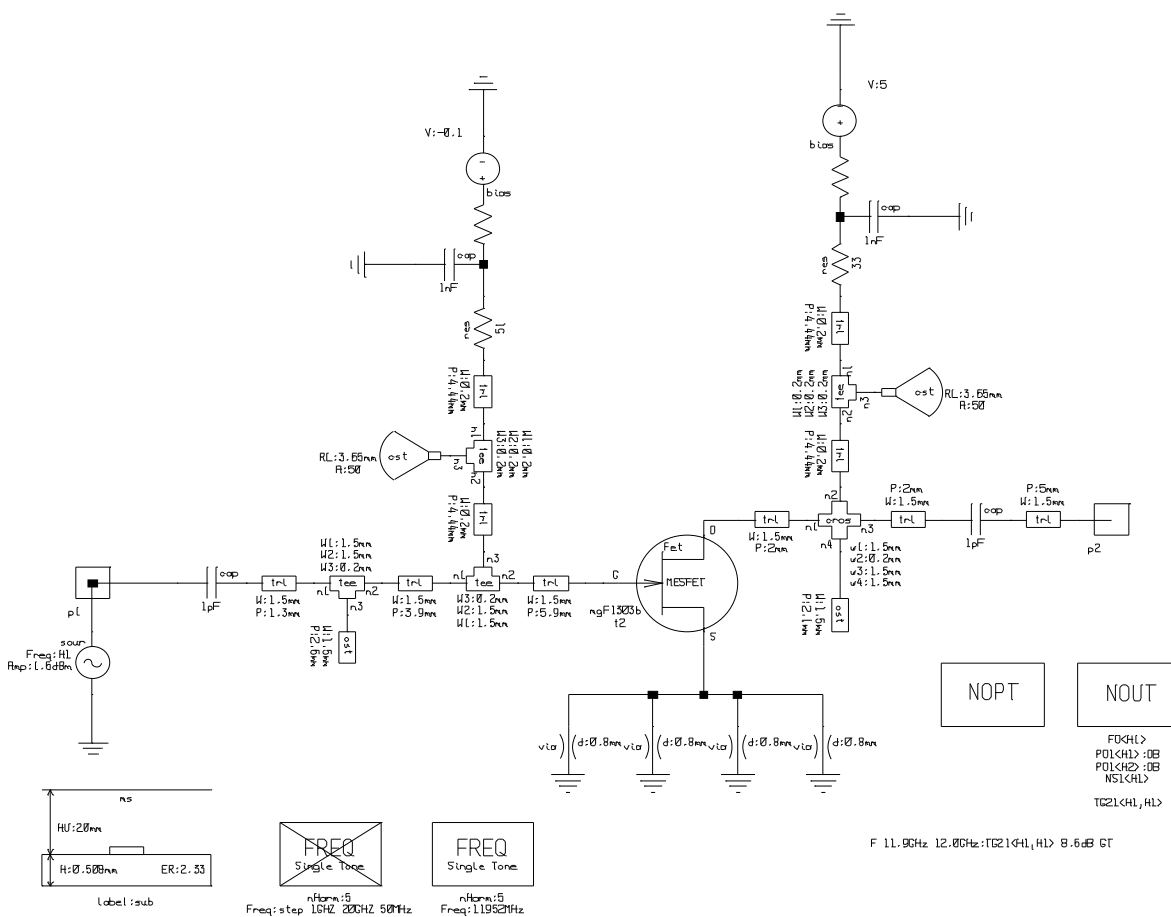 V:5
bias
cap
1nF
33
res
V:-0.1
bias
cap
1nF
51
res
W:0.2mm
P:4.44mm
trl
n1
W1:0.2mm
W2:0.2mm
W3:0.2mm
tee
n2
n3
ost
RL:3.65mm
A:50
W:0.2mm
P:4.44mm
trl
W:0.2mm
P:4.44mm
trl
n1
W1:0.2mm
W2:0.2mm
W3:0.2mm
tee
n2
n3
ost
RL:3.65mm
A:50
W:0.2mm
P:4.44mm
trl
p1
cap
1pF
trl
W:1.5mm
P:1.3mm
W1:1.5mm
W2:1.5mm
W3:0.2mm
tee
n1
n2
n3
W:1.5mm
P:2.6mm
ost
trl
W:1.5mm
P:3.9mm
n3
n1
tee
n2
W3:0.2mm
W2:1.5mm
W1:1.5mm
trl
W:1.5mm
P:5.9mm
G
Fet
MESFET
D
S
mgF1303b
t2
trl
W:1.5mm
P:2mm
n2
n1
cros
n3
n4
w1:1.5mm
w2:0.2mm
w3:1.5mm
w4:1.5mm
W:1.5mm
P:2.1mm
ost
P:2mm
W:1.5mm
trl
cap
1pF
P:5mm
W:1.5mm
trl
p2
sour
Freq:H1
Amp:1.6dBm
via
d:0.8mm
via
d:0.8mm
via
d:0.8mm
via
d:0.8mm
NOPT
NOUT
FO<H1>
PO1<H1>:DB
PO1<H2>:DB
NS1<H1>
TG21<H1,H1>
F 11.9GHz 12.0GHz:TG21<H1,H1> 8.6dB GT
ms
HU:20mm
H:0.508mm
ER:2.33
label:sub
FREQ
Single Tone
nHarm:5
Freq:step 1GHZ 20GHZ 50MHz
FREQ
Single Tone
nHarm:5
Freq:11952MHz